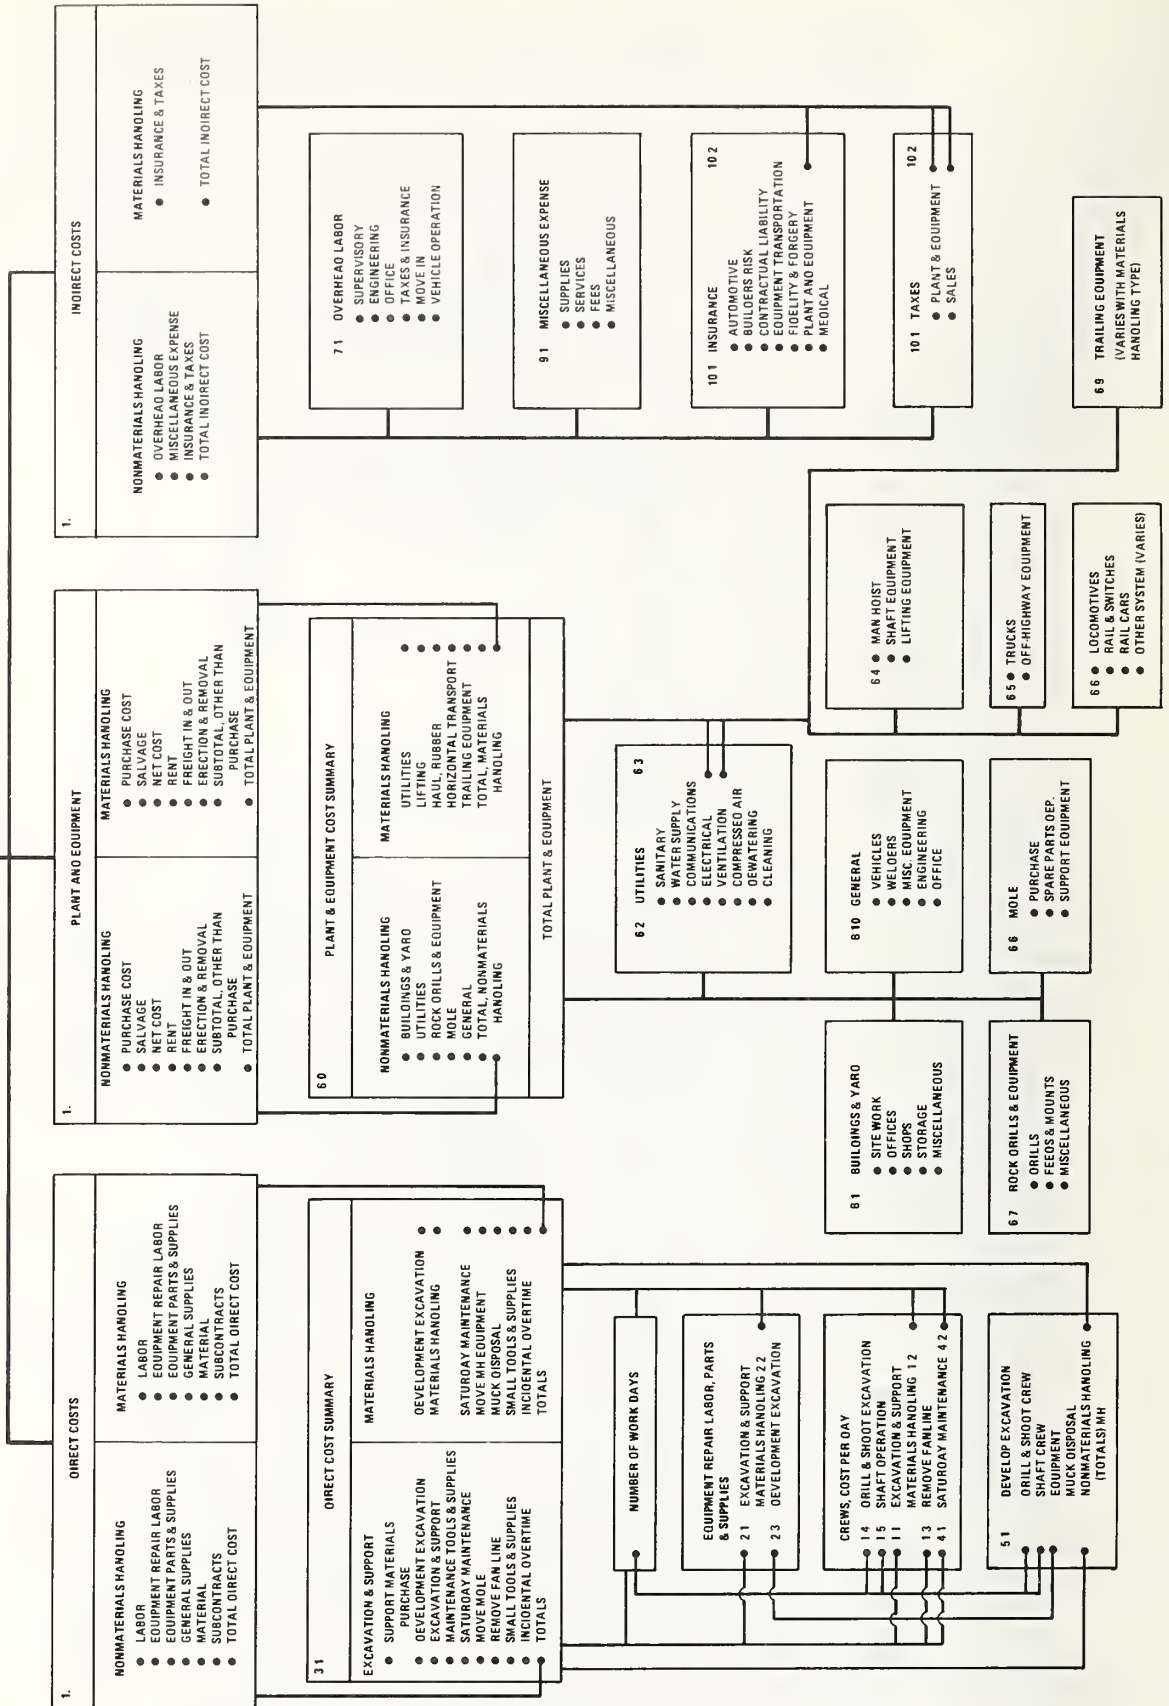 1.
DIRECT COSTS
NONMATERIALS HANDLING
● LABOR
● EQUIPMENT REPAIR LABOR
● EQUIPMENT PARTS & SUPPLIES
● GENERAL SUPPLIES
● MATERIAL
● SUBCONTRACTS
● TOTAL DIRECT COST
MATERIALS HANDLING
● LABOR
● EQUIPMENT REPAIR LABOR
● EQUIPMENT PARTS & SUPPLIES
● GENERAL SUPPLIES
● MATERIAL
● SUBCONTRACTS
● TOTAL DIRECT COST
1.
PLANT AND EQUIPMENT
NONMATERIALS HANDLING
● PURCHASE COST
● SALVAGE
● NET COST
● RENT
● FREIGHT IN & OUT
● ERECTION & REMOVAL
● SUBTOTAL, OTHER THAN
PURCHASE
● TOTAL PLANT & EQUIPMENT
MATERIALS HANDLING
● PURCHASE COST
● SALVAGE
● NET COST
● RENT
● FREIGHT IN & OUT
● ERECTION & REMOVAL
● SUBTOTAL, OTHER THAN
PURCHASE
● TOTAL PLANT & EQUIPMENT
1.
INDIRECT COSTS
NONMATERIALS HANDLING
● OVERHEAD LABOR
● MISCELLANEOUS EXPENSE
● INSURANCE & TAXES
● TOTAL INDIRECT COST
MATERIALS HANDLING
● INSURANCE & TAXES
● TOTAL INDIRECT COST
31
DIRECT COST SUMMARY
EXCAVATION & SUPPORT
● SUPPORT MATERIALS
PURCHASE
● DEVELOPMENT EXCAVATION
● EXCAVATION & SUPPORT
● MAINTENANCE TOOLS & SUPPLIES
● SATURDAY MAINTENANCE
● MOVE MOLE
● REMOVE FAN LINE
● SMALL TOOLS & SUPPLIES
● INCIDENTAL OVERTIME
● TOTALS
MATERIALS HANDLING
DEVELOPMENT EXCAVATION ●
MATERIALS HANDLING ●
SATURDAY MAINTENANCE ●
MOVE MH EQUIPMENT ●
MUCK DISPOSAL ●
SMALL TOOLS & SUPPLIES ●
INCIDENTAL OVERTIME ●
TOTALS ●
NUMBER OF WORK DAYS
EQUIPMENT REPAIR LABOR, PARTS
& SUPPLIES
● 21 EXCAVATION & SUPPORT
MATERIALS HANDLING 22 ●
● 23 DEVELOPMENT EXCAVATION
CREWS, COST PER DAY
● 14 DRILL & SHOOT EXCAVATION
● 15 SHAFT OPERATION
● 11 EXCAVATION & SUPPORT
MATERIALS HANDLING 12 ●
● 13 REMOVE FANLINE
● 41 SATURDAY MAINTENANCE 42 ●
51 DEVELOP EXCAVATION
● DRILL & SHOOT CREW
● SHAFT CREW
● EQUIPMENT
MUCK DISPOSAL
● NONMATERIALS HANDLING ●
(TOTALS) MH
60
PLANT & EQUIPMENT COST SUMMARY
NONMATERIALS HANDLING
● BUILDINGS & YARD
● UTILITIES
● ROCK DRILLS & EQUIPMENT
● MOLE
● GENERAL
● TOTAL, NONMATERIALS
HANDLING
MATERIALS HANDLING
UTILITIES ●
LIFTING ●
HAUL, RUBBER ●
HORIZONTAL TRANSPORT ●
TRAILING EQUIPMENT ●
TOTAL, MATERIALS ●
HANDLING
TOTAL PLANT & EQUIPMENT
62 UTILITIES 63
● SANITARY
● WATER SUPPLY
● COMMUNICATIONS
● ELECTRICAL
● VENTILATION
● COMPRESSED AIR
● DEWATERING
● CLEANING
81 BUILDINGS & YARD
● SITE WORK
● OFFICES
● SHOPS
● STORAGE
● MISCELLANEOUS
810 GENERAL
● VEHICLES
● WELDERS
● MISC. EQUIPMENT
● ENGINEERING
● OFFICE
67 ROCK DRILLS & EQUIPMENT
● DRILLS
● FEEDS & MOUNTS
● MISCELLANEOUS
66 MOLE
● PURCHASE
● SPARE PARTS DEP.
● SUPPORT EQUIPMENT
64 ● MAN HOIST
● SHAFT EQUIPMENT
● LIFTING EQUIPMENT
65 ● TRUCKS
● OFF-HIGHWAY EQUIPMENT
66 ● LOCOMOTIVES
● RAIL & SWITCHES
● RAIL CARS
● OTHER SYSTEM (VARIES)
71 OVERHEAD LABOR
● SUPERVISORY
● ENGINEERING
● OFFICE
● TAXES & INSURANCE
● MOVE IN
● VEHICLE OPERATION
91 MISCELLANEOUS EXPENSE
● SUPPLIES
● SERVICES
● FEES
● MISCELLANEOUS
101 INSURANCE 102
● AUTOMOTIVE
● BUILDERS RISK
● CONTRACTUAL LIABILITY
● EQUIPMENT TRANSPORTATION
● FIDELITY & FORGERY
● PLANT AND EQUIPMENT ●
● MEDICAL
101 TAXES 102
● PLANT & EQUIPMENT ●
● SALES ●
69 TRAILING EQUIPMENT
(VARIES WITH MATERIALS
HANDLING TYPE)